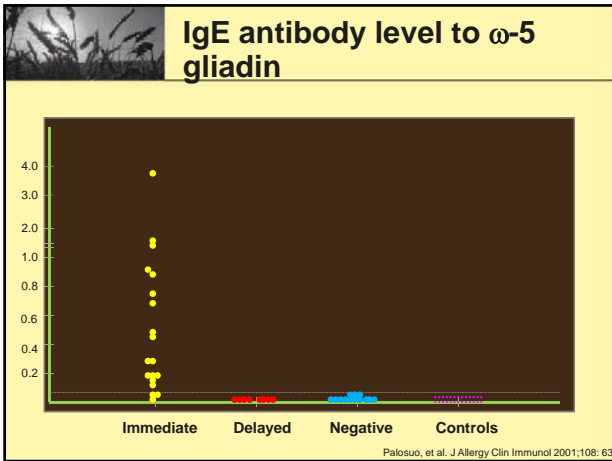 IgE antibody level to ω-5
gliadin
4.0
3.0
2.0
1.0
0.8
0.6
0.4
0.2
Immediate
Delayed
Negative
Controls
Palosuo, et al. J Allergy Clin Immunol 2001;108: 63